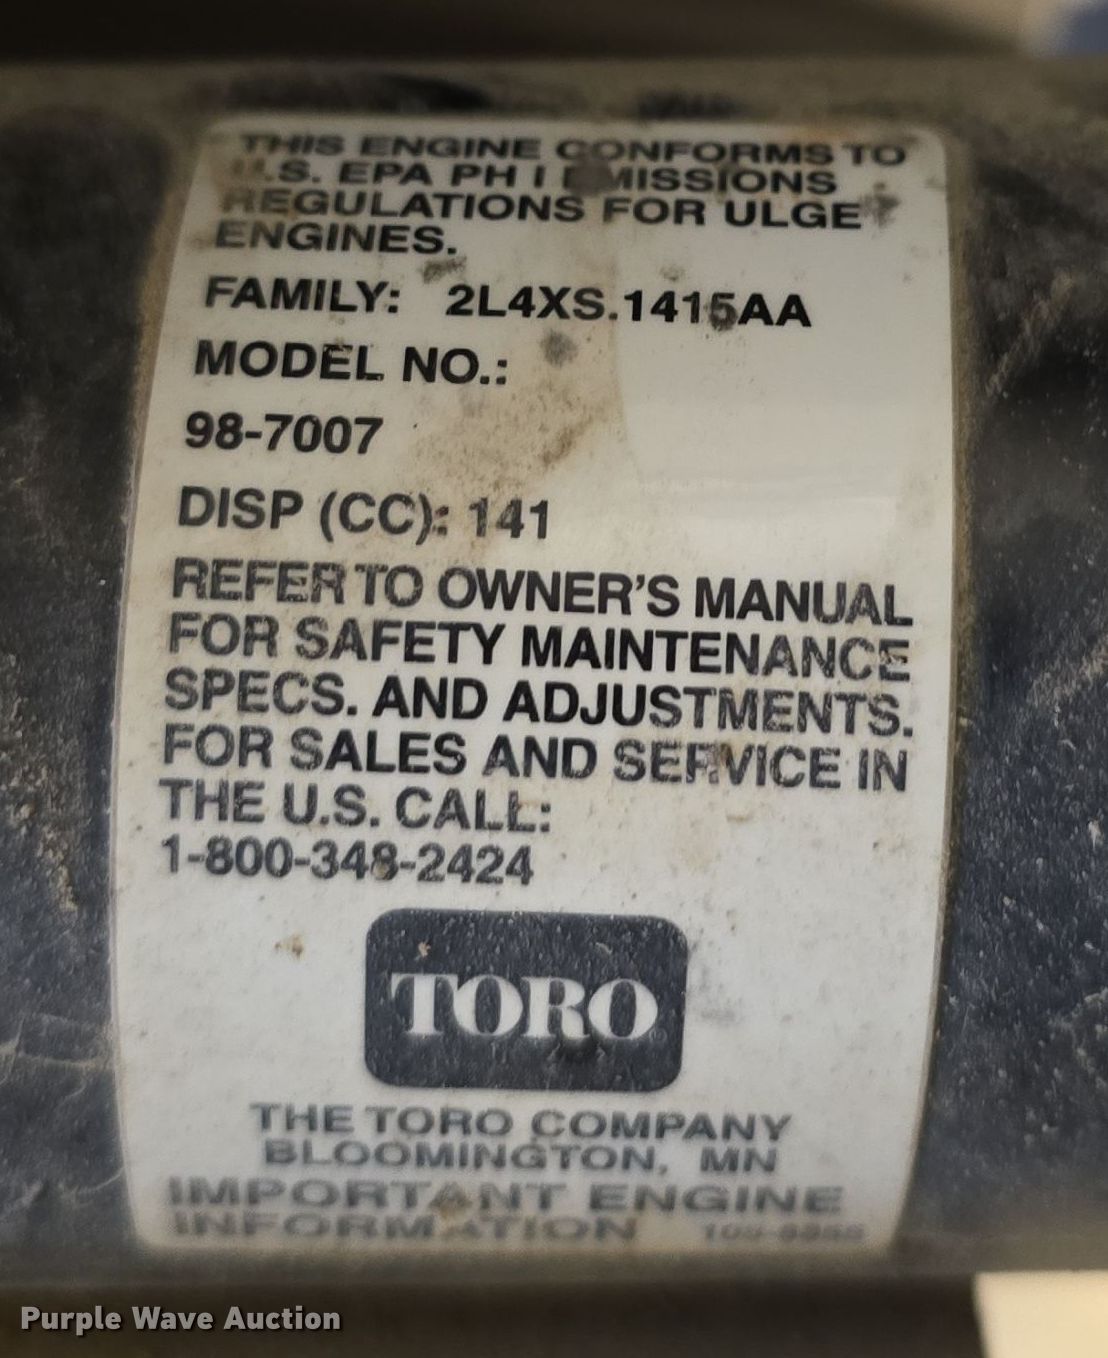 THIS ENGINE CONFORMS TO
U.S. EPA PH I EMISSIONS
REGULATIONS FOR ULGE
ENGINES.
FAMILY: 2L4XS.1415AA
MODEL NO.:
98-7007
DISP (CC): 141
REFER TO OWNER'S MANUAL
FOR SAFETY MAINTENANCE
SPECS. AND ADJUSTMENTS.
FOR SALES AND SERVICE IN
THE U.S. CALL:
1-800-348-2424
TORO
THE TORO COMPANY
BLOOMINGTON, MN
IMPORTANT ENGINE
INFORMATION
Purple Wave Auction